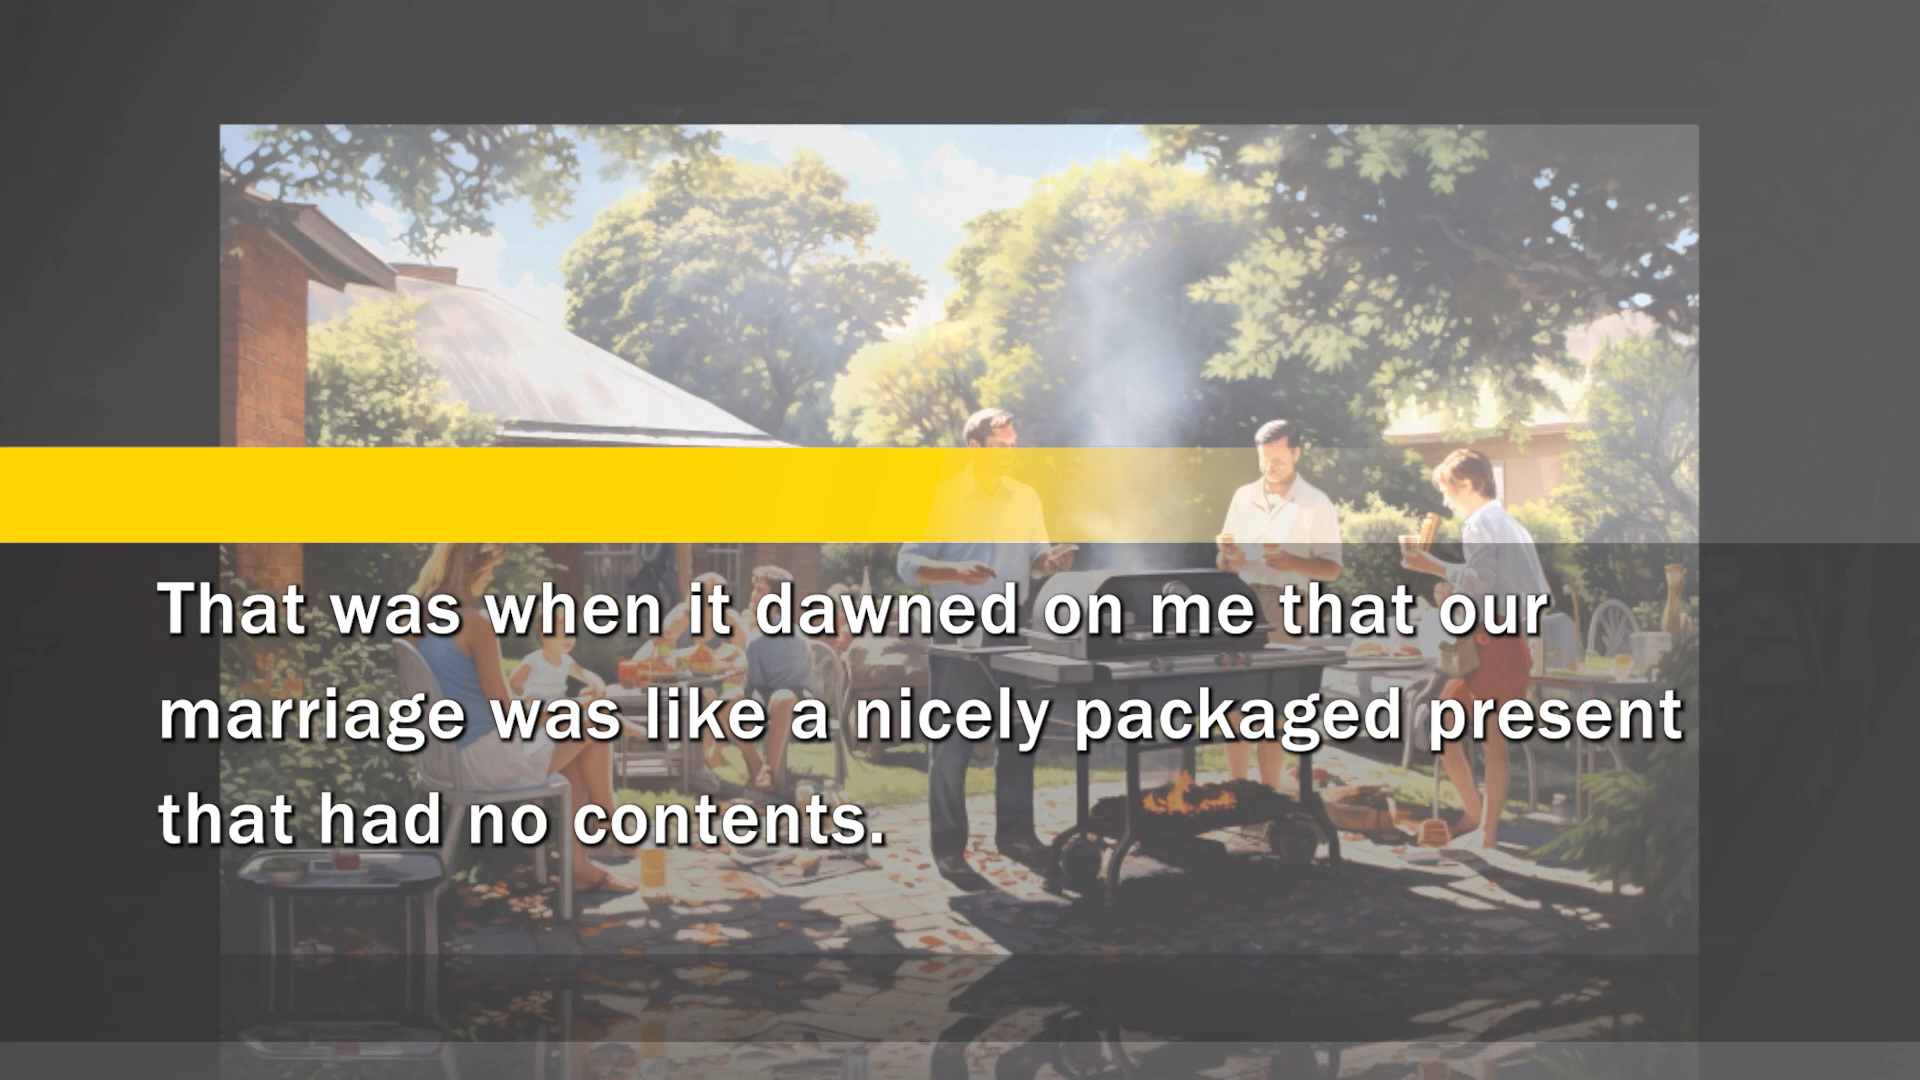 That was when it dawned on me that our
marriage was like a nicely packaged present
that had no contents.